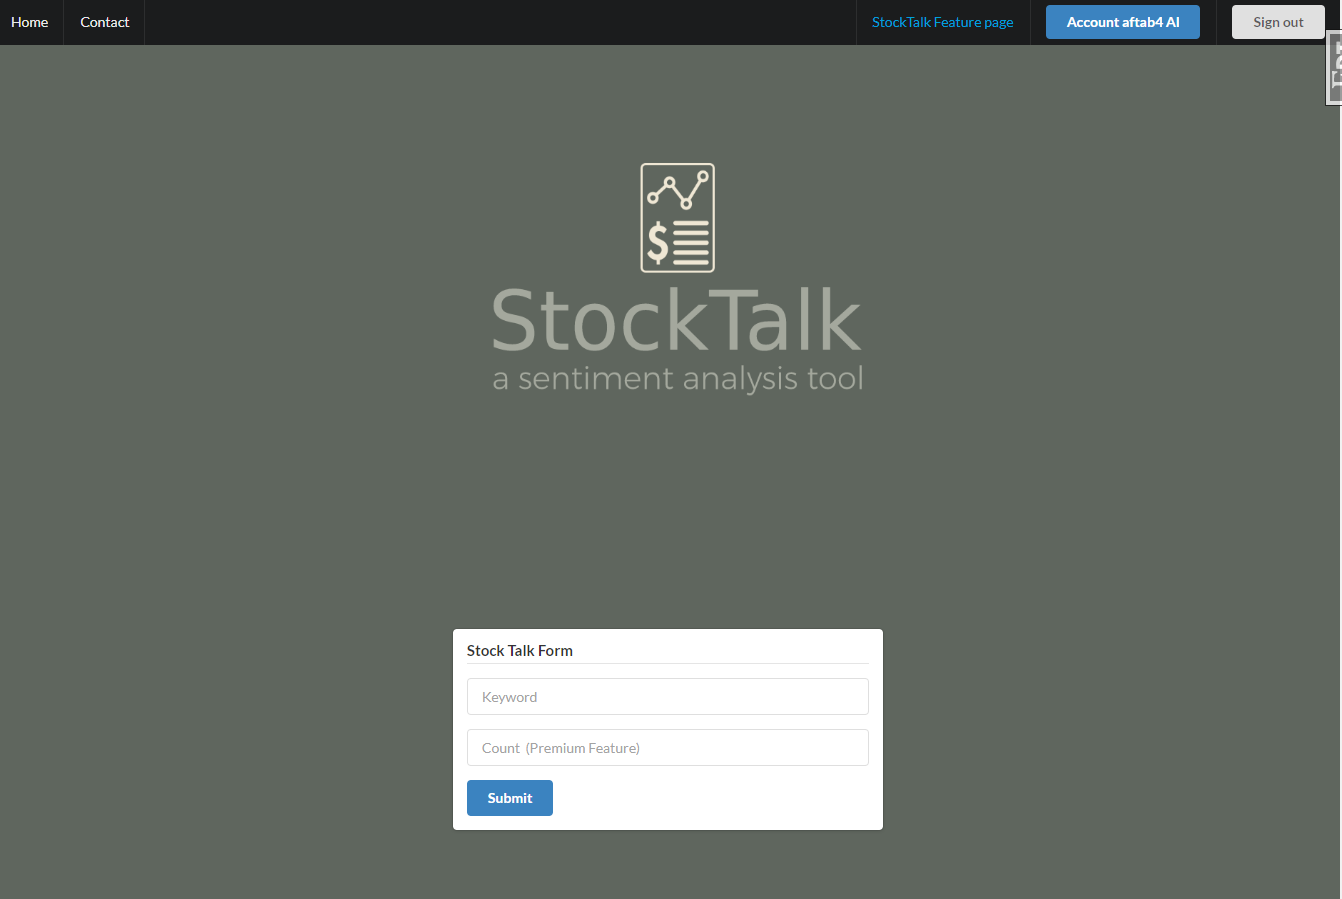 Home
Contact
StockTalk Feature page
Account aftab4 AI
Sign out
$
StockTalk
a sentiment analysis tool
Stock Talk Form
Keyword
Count (Premium Feature)
Submit